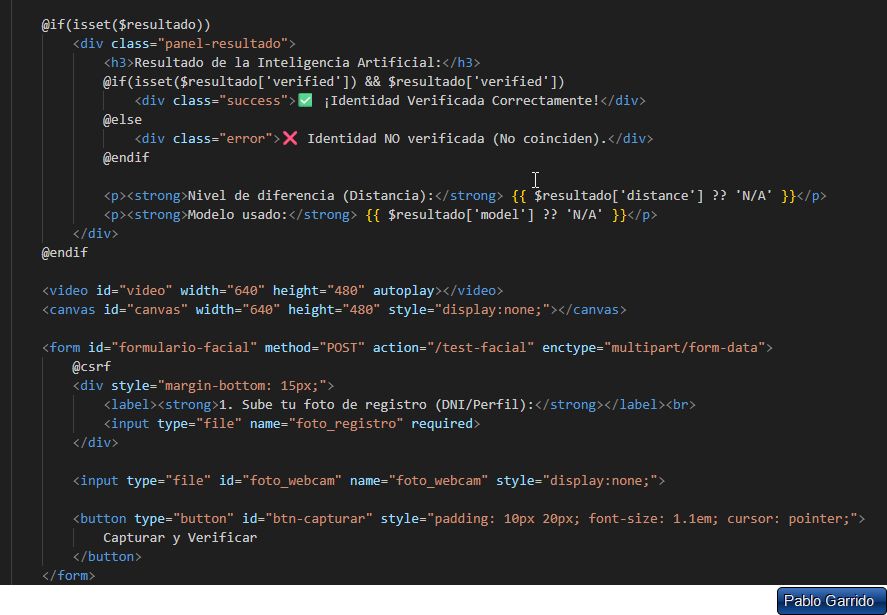 @if(isset($resultado))
<div class="panel-resultado">
<h3>Resultado de la Inteligencia Artificial:</h3>
@if(isset($resultado['verified']) && $resultado['verified'])
<div class="success">✅ ¡Identidad Verificada Correctamente!</div>
@else
<div class="error">❌ Identidad NO verificada (No coinciden).</div>
@endif
<p><strong>Nivel de diferencia (Distancia):</strong> {{ $resultado['distance'] ?? 'N/A' }}</p>
<p><strong>Modelo usado:</strong> {{ $resultado['model'] ?? 'N/A' }}</p>
</div>
@endif
<video id="video" width="640" height="480" autoplay></video>
<canvas id="canvas" width="640" height="480" style="display:none;"></canvas>
<form id="formulario-facial" method="POST" action="/test-facial" enctype="multipart/form-data">
@csrf
<div style="margin-bottom: 15px;">
<label><strong>1. Sube tu foto de registro (DNI/Perfil):</strong></label><br>
<input type="file" name="foto_registro" required>
</div>
<input type="file" id="foto_webcam" name="foto_webcam" style="display:none;">
<button type="button" id="btn-capturar" style="padding: 10px 20px; font-size: 1.1em; cursor: pointer;">
Capturar y Verificar
</button>
</form>
Pablo Garrido